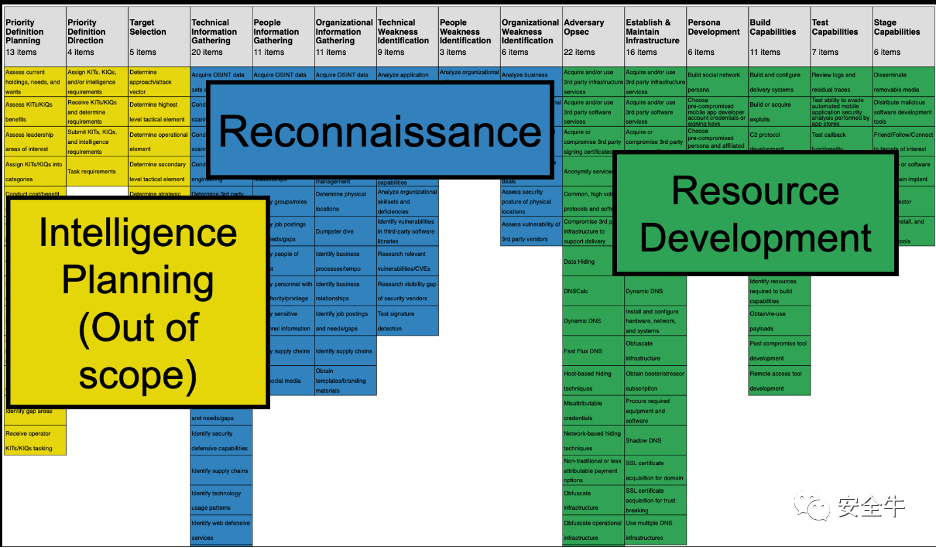 Priority
Definition
Planning
13 items
Priority
Definition
Direction
4 items
Target
Selection
5 items
Technical
Information
Gathering
20 items
People
Information
Gathering
11 items
Organizational
Information
Gathering
11 items
Technical
Weakness
Identification
9 items
People
Weakness
Identification
3 items
Organizational
Weakness
Identification
6 items
Adversary
Opsec
22 items
Establish &
Maintain
Infrastructure
16 items
Persona
Development
6 items
Build
Capabilities
11 items
Test
Capabilities
7 items
Stage
Capabilities
6 items
Assess current
holdings, needs, and
wants
Assess KITs/KIQs
benefits
Assess leadership
areas of interest
Assign KITs/KIQs into
categories
Conduct cost/benefit
Identify gap areas
Receive operator
KITs/KIQs tasking
Assign KITs, KIQs,
and/or intelligence
requirements
Receive KITs/KIQs
and determine
requirements
Submit KITs, KIQs,
and intelligence
requirements
Task requirements
Determine
approach/attack
vector
Determine highest
level tactical element
Determine operational
element
Determine secondary
level tactical element
Determine strategic
Intelligence
Planning
(Out of
scope)
Acquire OSINT data
sets a
Determine 3rd party
and needs/gaps
Identify security
defensive capabilities
Identify supply chains
Identify technology
usage patterns
Identify web defensive
services
Acquire OSINT data
groups/roles
job postings
needs/gaps
people of
personnel with
authority/privilege
sensitive
information
supply chains
social media
Acquire OSINT data
management
Determine physical
locations
Dumpster dive
Identify business
processes/tempo
Identify business
relationships
Identify job postings
and needs/gaps
Identify supply chains
Obtain
templates/branding
materials
Analyze application
capabilities
Analyze organizational
skillsets and
deficiencies
Identify vulnerabilities
in third-party software
libraries
Research relevant
vulnerabilities/CVEs
Research visibility gap
of security vendors
Test signature
detection
Analyze organizational
Analyze business
deals
Assess security
posture of physical
locations
Assess vulnerability of
3rd party vendors
Reconnaissance
Acquire and/or use
3rd party infrastructure
services
Acquire and/or use
3rd party software
services
Acquire or
compromise 3rd party
signing certificates
Anonymity services
Common, high volume
protocols and software
Compromise 3rd party
infrastructure to
support delivery
Data Hiding
DNSCalc
Dynamic DNS
Fast Flux DNS
Host-based hiding
techniques
Misattributable
credentials
Network-based hiding
techniques
Non-traditional or less
attributable payment
options
Obfuscate
infrastructure
Obfuscate operational
infrastructure
Acquire and/or use
3rd party infrastructure
services
Acquire and/or use
3rd party software
services
Acquire or
compromise 3rd party
Dynamic DNS
Install and configure
hardware, network,
and systems
Obfuscate
infrastructure
Obtain booter/stressor
subscription
Procure required
equipment and
software
Shadow DNS
SSL certificate
acquisition for domain
SSL certificate
acquisition for trust
breaking
Use multiple DNS
infrastructures
Build social network
persona
Choose
pre-compromised
mobile app developer
account credentials or
signing keys
Choose
pre-compromised
persona and affiliated
Build and configure
delivery systems
Build or acquire
exploits
C2 protocol
development
Identify resources
required to build
capabilities
Obtain/re-use
payloads
Post compromise tool
development
Remote access tool
development
Review logs and
residual traces
Test ability to evade
automated mobile
application security
analysis performed by
app stores
Test callback
functionality
Disseminate
removable media
Distribute malicious
software development
tools
Friend/Follow/Connect
to targets of interest
or software
implant
Resource
Development
安全牛